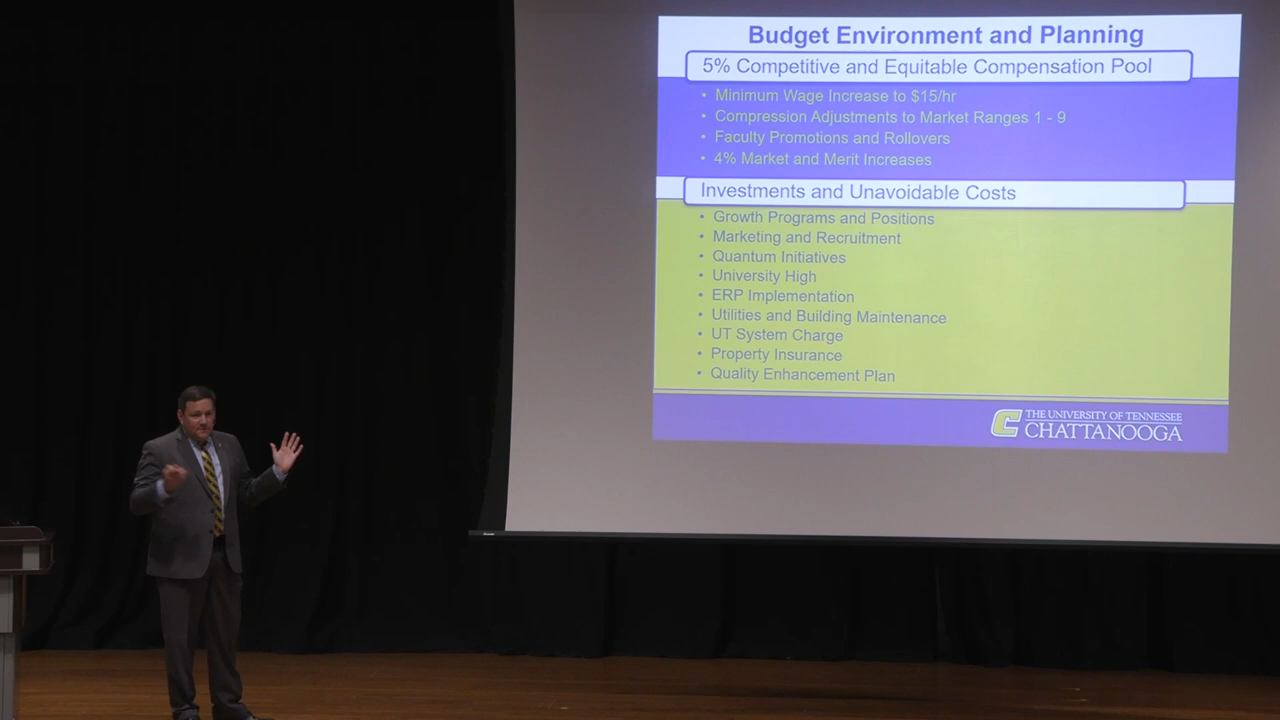 Budget Environment and Planning
5% Competitive and Equitable Compensation Pool
• Minimum Wage Increase to $15/hr
• Compression Adjustments to Market Ranges 1 - 9
• Faculty Promotions and Rollovers
• 4% Market and Merit Increases
Investments and Unavoidable Costs
• Growth Programs and Positions
• Marketing and Recruitment
• Quantum Initiatives
• University High
• ERP Implementation
• Utilities and Building Maintenance
• UT System Charge
• Property Insurance
• Quality Enhancement Plan
C THE UNIVERSITY OF TENNESSEE
CHATTANOOGA